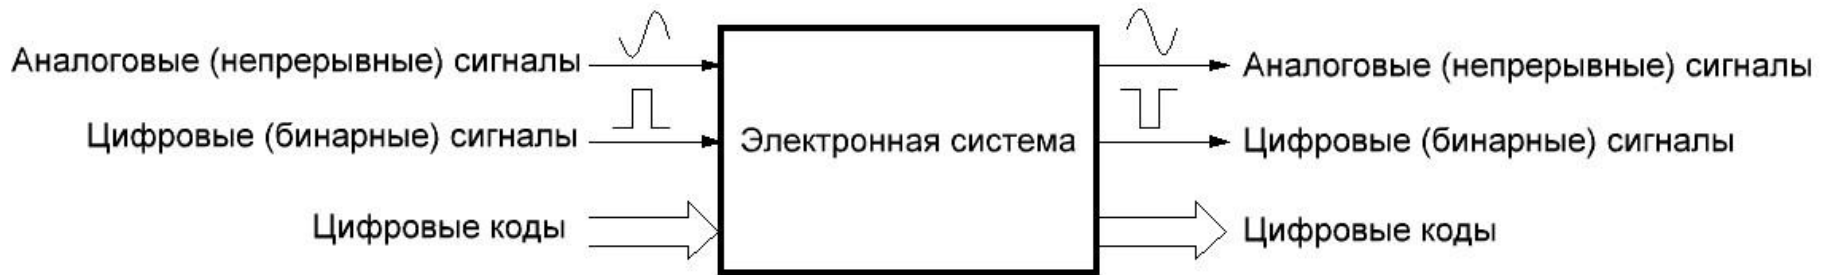 Аналоговые (непрерывные) сигналы
Цифровые (бинарные) сигналы
Цифровые коды
Электронная система
Аналоговые (непрерывные) сигналы
Цифровые (бинарные) сигналы
Цифровые коды